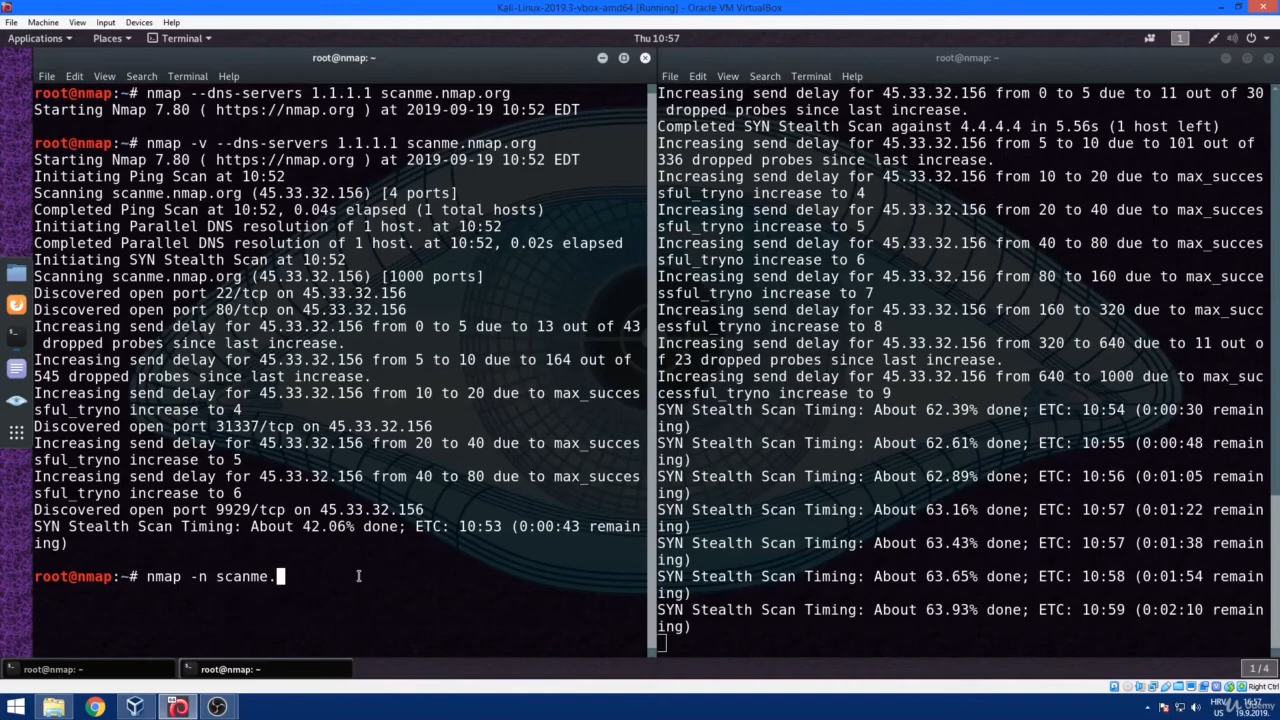 Kali-Linux-2019.3-vbox-amd64 [Running] - Oracle VM VirtualBox
File Machine View Input Devices Help
Applications Places Terminal Thu 10:57 1
root@nmap: ~
File Edit View Search Terminal Help
root@nmap:~# nmap --dns-servers 1.1.1.1 scanme.nmap.org
Starting Nmap 7.80 ( https://nmap.org ) at 2019-09-19 10:52 EDT
root@nmap:~# nmap -v --dns-servers 1.1.1.1 scanme.nmap.org
Starting Nmap 7.80 ( https://nmap.org ) at 2019-09-19 10:52 EDT
Initiating Ping Scan at 10:52
Scanning scanme.nmap.org (45.33.32.156) [4 ports]
Completed Ping Scan at 10:52, 0.04s elapsed (1 total hosts)
Initiating Parallel DNS resolution of 1 host. at 10:52
Completed Parallel DNS resolution of 1 host. at 10:52, 0.02s elapsed
Initiating SYN Stealth Scan at 10:52
Scanning scanme.nmap.org (45.33.32.156) [1000 ports]
Discovered open port 22/tcp on 45.33.32.156
Discovered open port 80/tcp on 45.33.32.156
Increasing send delay for 45.33.32.156 from 0 to 5 due to 13 out of 43
dropped probes since last increase.
Increasing send delay for 45.33.32.156 from 5 to 10 due to 164 out of
545 dropped probes since last increase.
Increasing send delay for 45.33.32.156 from 10 to 20 due to max_succes
sful_tryno increase to 4
Discovered open port 31337/tcp on 45.33.32.156
Increasing send delay for 45.33.32.156 from 20 to 40 due to max_succes
sful_tryno increase to 5
Increasing send delay for 45.33.32.156 from 40 to 80 due to max_succes
sful_tryno increase to 6
Discovered open port 9929/tcp on 45.33.32.156
SYN Stealth Scan Timing: About 42.06% done; ETC: 10:53 (0:00:43 remain
ing)
root@nmap:~# nmap -n scanme.
root@nmap: ~
File Edit View Search Terminal Help
Increasing send delay for 45.33.32.156 from 0 to 5 due to 11 out of 30
dropped probes since last increase.
Completed SYN Stealth Scan against 4.4.4.4 in 5.56s (1 host left)
Increasing send delay for 45.33.32.156 from 5 to 10 due to 101 out of
336 dropped probes since last increase.
Increasing send delay for 45.33.32.156 from 10 to 20 due to max_succes
sful_tryno increase to 4
Increasing send delay for 45.33.32.156 from 20 to 40 due to max_succes
sful_tryno increase to 5
Increasing send delay for 45.33.32.156 from 40 to 80 due to max_succes
sful_tryno increase to 6
Increasing send delay for 45.33.32.156 from 80 to 160 due to max_succe
ssful_tryno increase to 7
Increasing send delay for 45.33.32.156 from 160 to 320 due to max_succ
essful_tryno increase to 8
Increasing send delay for 45.33.32.156 from 320 to 640 due to 11 out o
f 23 dropped probes since last increase.
Increasing send delay for 45.33.32.156 from 640 to 1000 due to max_suc
cessful_tryno increase to 9
SYN Stealth Scan Timing: About 62.39% done; ETC: 10:54 (0:00:30 remain
ing)
SYN Stealth Scan Timing: About 62.61% done; ETC: 10:55 (0:00:48 remain
ing)
SYN Stealth Scan Timing: About 62.89% done; ETC: 10:56 (0:01:05 remain
ing)
SYN Stealth Scan Timing: About 63.16% done; ETC: 10:57 (0:01:22 remain
ing)
SYN Stealth Scan Timing: About 63.43% done; ETC: 10:57 (0:01:38 remain
ing)
SYN Stealth Scan Timing: About 63.65% done; ETC: 10:58 (0:01:54 remain
ing)
SYN Stealth Scan Timing: About 63.93% done; ETC: 10:59 (0:02:10 remain
ing)
root@nmap: ~ root@nmap: ~ 1 / 4
Right Ctrl
HRV 16:57
US 19.9.2019.
Udemy